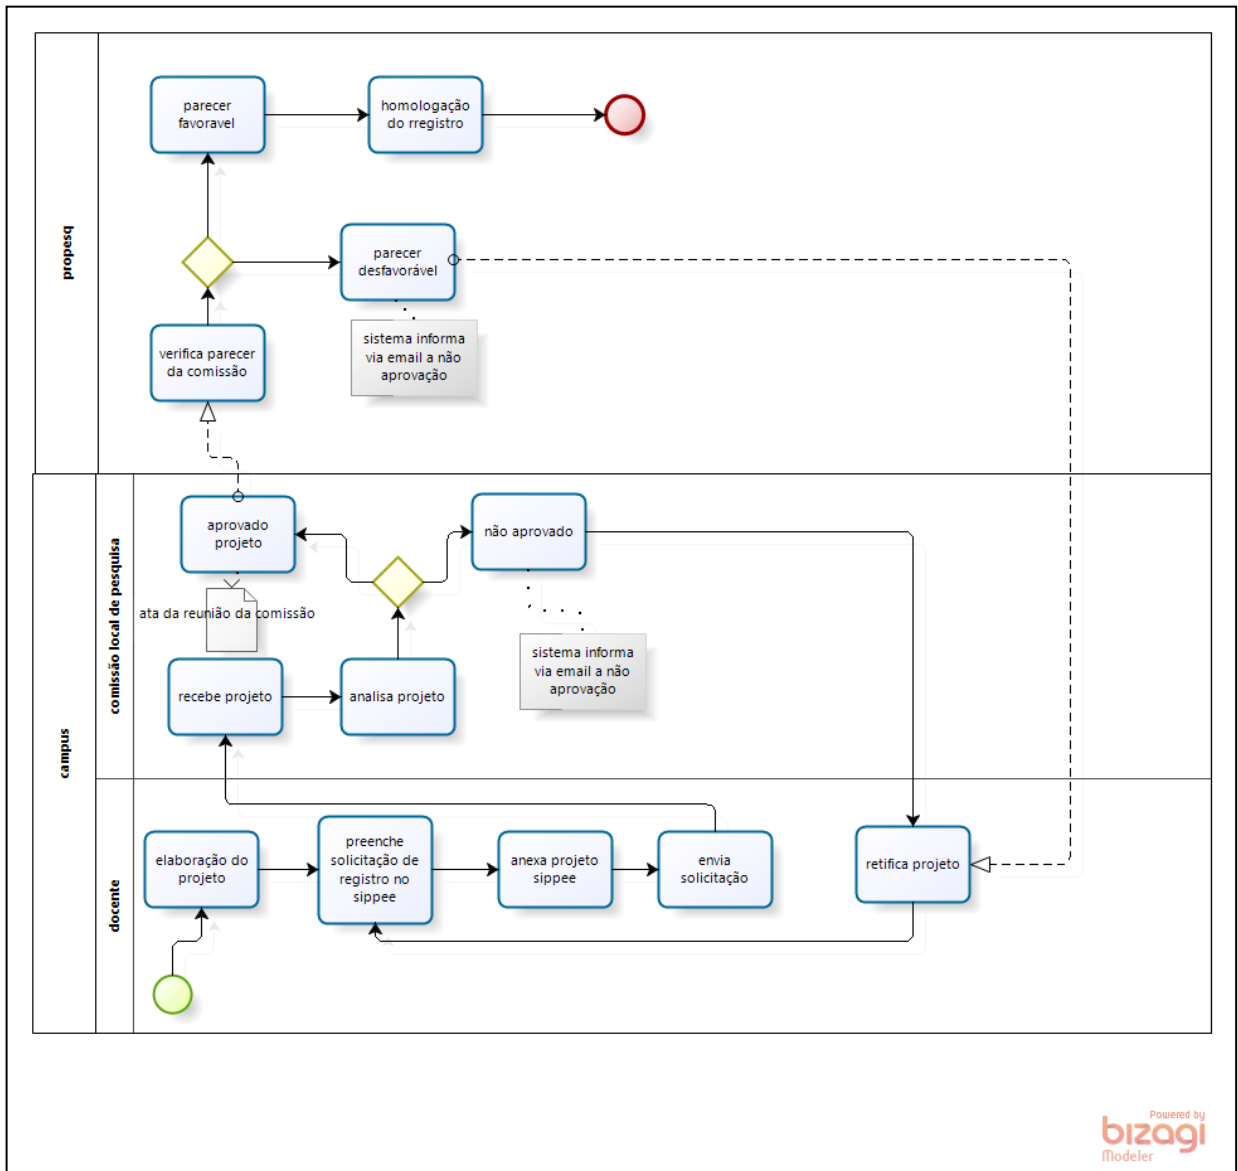 propesq
parecer
favoravel
homologação
do rregistro
parecer
desfavorável
sistema informa
via email a não
aprovação
verifica parecer
da comissão
campus
comissão local de pesquisa
aprovado
projeto
não aprovado
ata da reunião da comissão
sistema informa
via email a não
aprovação
recebe projeto
analisa projeto
docente
elaboração do
projeto
preenche
solicitação de
registro no
sippee
anexa projeto
sippee
envia
solicitação
retifica projeto
Powered by
bizagi
Modeler